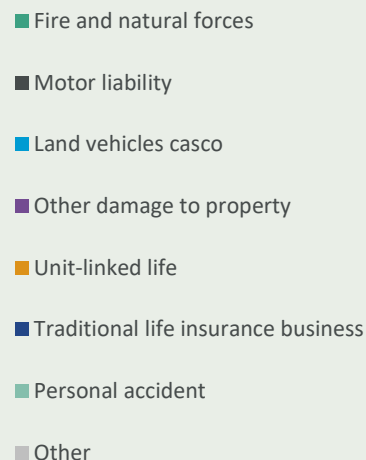 Fire and natural forces
Motor liability
Land vehicles casco
Other damage to property
Unit-linked life
Traditional life insurance business
Personal accident
Other